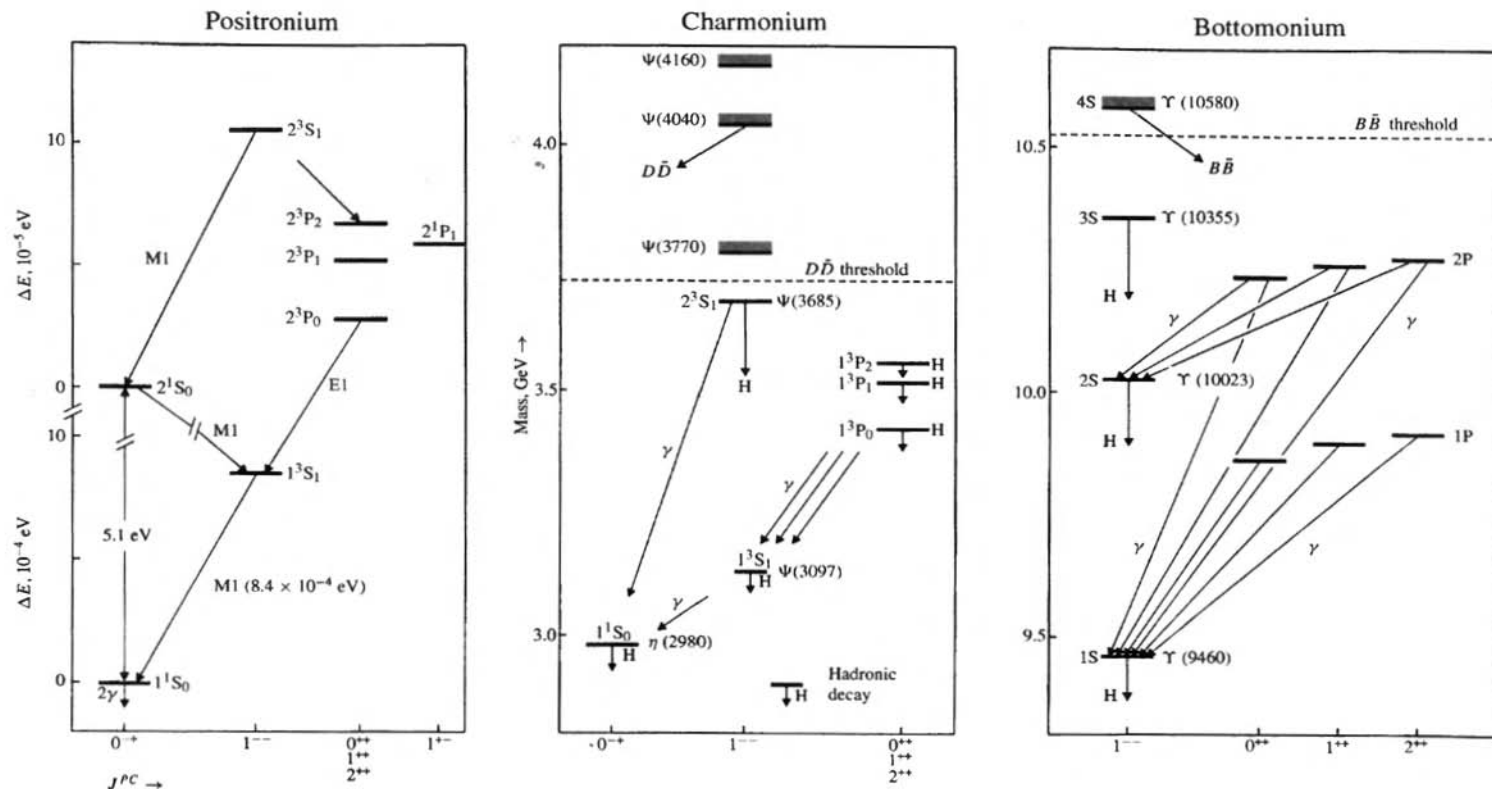 Positronium
Charmonium
Bottomonium
ΔE, 10⁻⁵ eV
ΔE, 10⁻⁴ eV
10
0
10
0
2³S₁
2³P₂
2¹P₁
2³P₁
2³P₀
M1
2¹S₀
E1
M1
1³S₁
5.1 eV
M1 (8.4 × 10⁻⁴ eV)
2γ
1¹S₀
0⁻⁺
1⁻⁻
0⁺⁺
1⁺⁺
2⁺⁺
1⁺⁻
J^PC →
Mass, GeV →
4.0
3.5
3.0
Ψ(4160)
Ψ(4040)
DD̄
Ψ(3770)
DD̄ threshold
2³S₁
Ψ(3685)
H
1³P₂
H
1³P₁
H
1³P₀
H
γ
γ
1³S₁
Ψ(3097)
H
γ
1¹S₀
η(2980)
H
H
Hadronic
decay
0⁻⁺
1⁻⁻
0⁺⁺
1⁺⁺
2⁺⁺
10.5
10.0
9.5
4S
ϒ (10580)
BB̄ threshold
BB̄
3S
ϒ (10355)
2P
H
γ
γ
2S
ϒ (10023)
H
1P
γ
γ
1S
ϒ (9460)
H
1⁻⁻
0⁺⁺
1⁺⁺
2⁺⁺